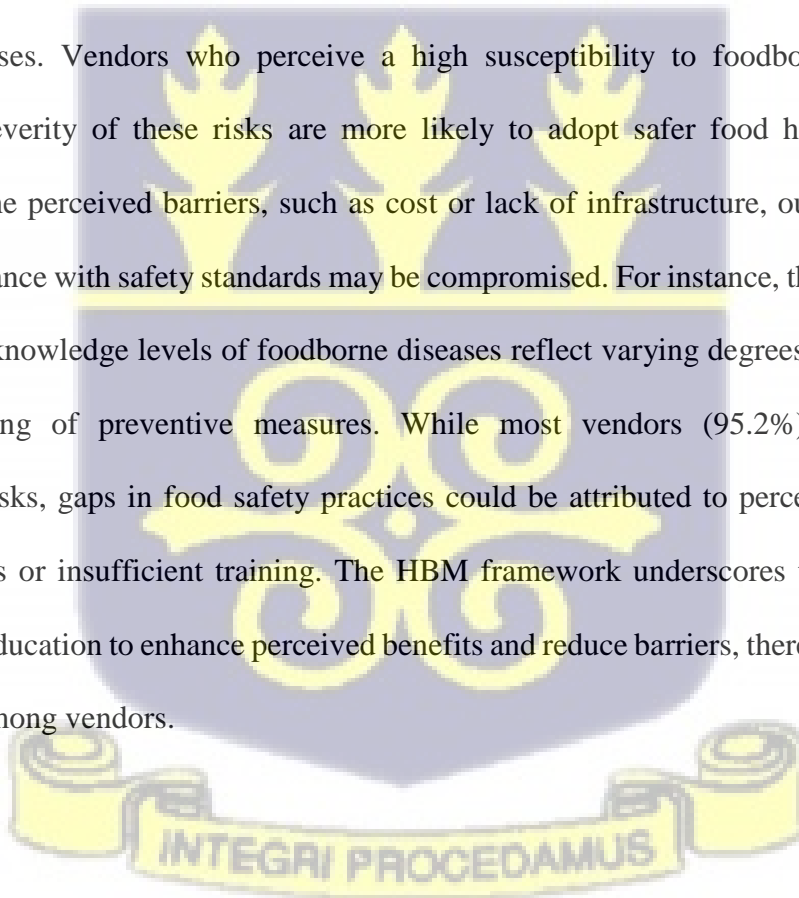 ses. Vendors who perceive a high susceptibility to foodbo
everity of these risks are more likely to adopt safer food h
ne perceived barriers, such as cost or lack of infrastructure, ou
ance with safety standards may be compromised. For instance, th
knowledge levels of foodborne diseases reflect varying degrees
ng of preventive measures. While most vendors (95.2%)
sks, gaps in food safety practices could be attributed to perce
s or insufficient training. The HBM framework underscores t
ducation to enhance perceived benefits and reduce barriers, there
mong vendors.
INTEGRI PROCEDAMUS